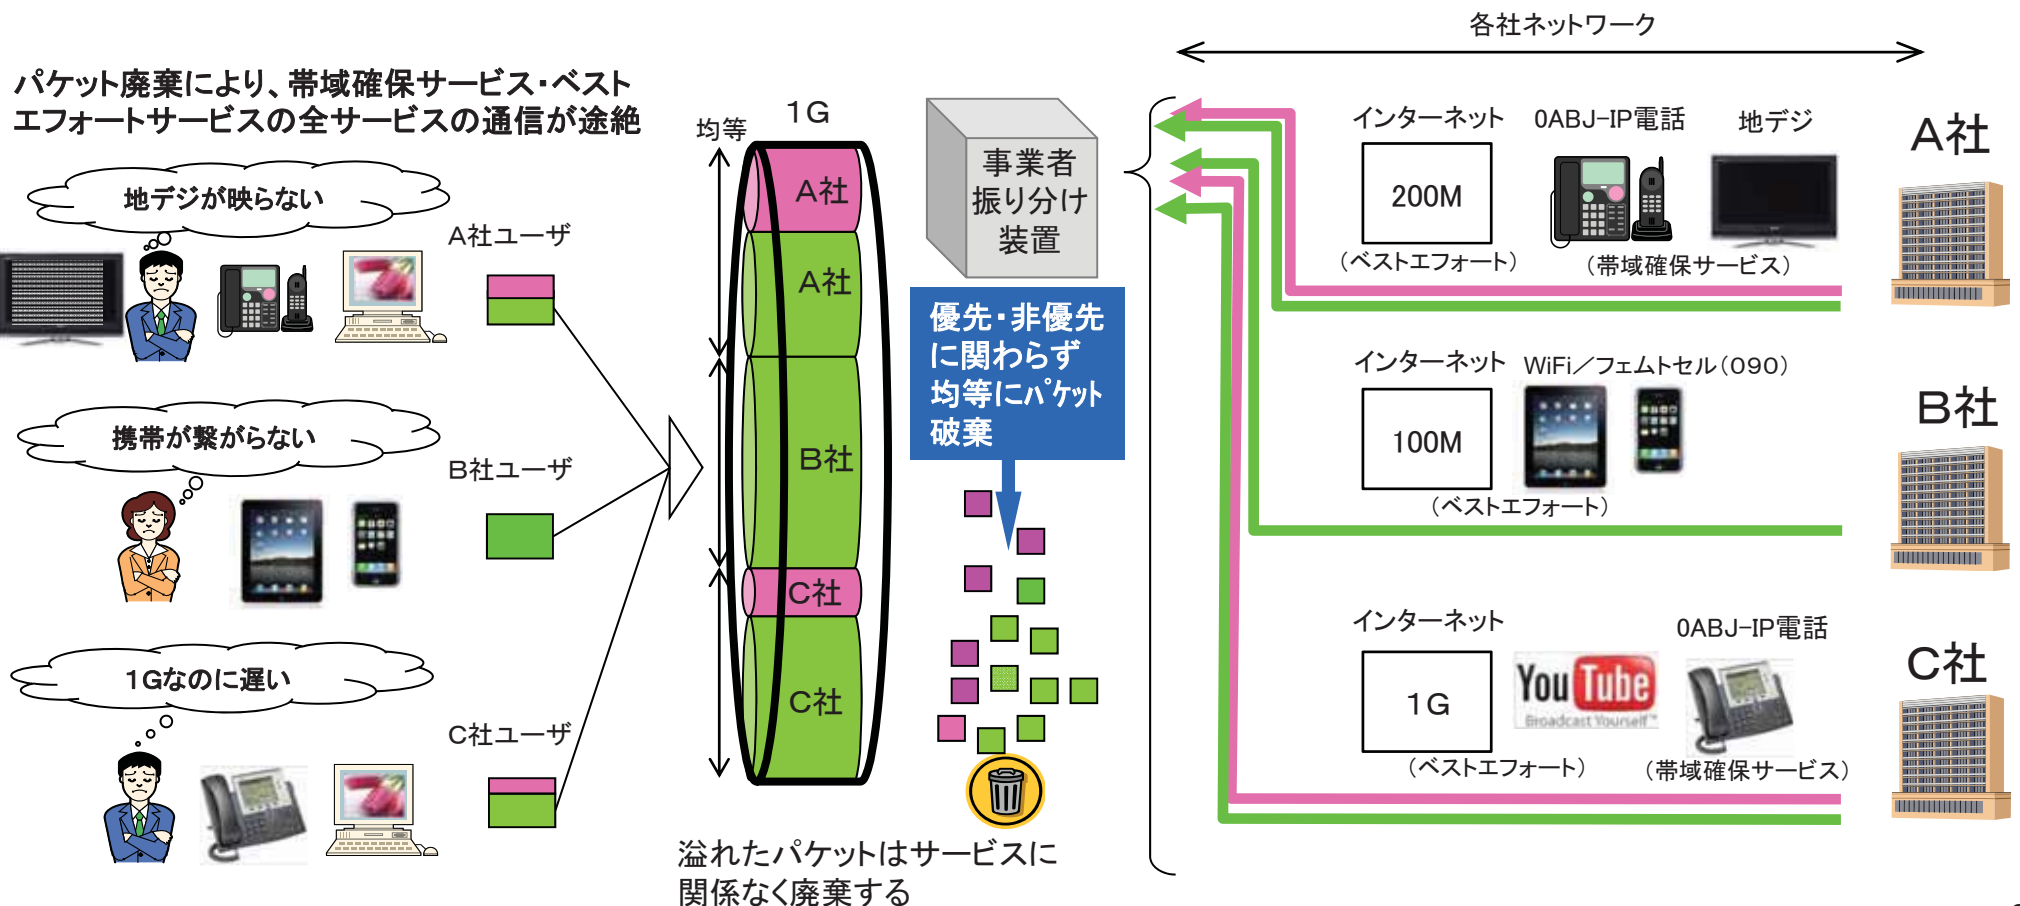 各社ネットワーク
パケット廃棄により、帯域確保サービス・ベスト
エフォートサービスの全サービスの通信が途絶
地デジが映らない
A社ユーザ
携帯が繋がらない
B社ユーザ
1Gなのに遅い
C社ユーザ
均等
1G
A社
A社
B社
C社
C社
事業者
振り分け
装置
優先・非優先
に関わらず
均等にパケット
破棄
溢れたパケットはサービスに
関係なく廃棄する
インターネット
0ABJ-IP電話
地デジ
200M
(ベストエフォート)
(帯域確保サービス)
A社
インターネット
WiFi／フェムトセル(090)
100M
(ベストエフォート)
B社
インターネット
0ABJ-IP電話
1G
YouTube
Broadcast Yourself™
(ベストエフォート)
(帯域確保サービス)
C社